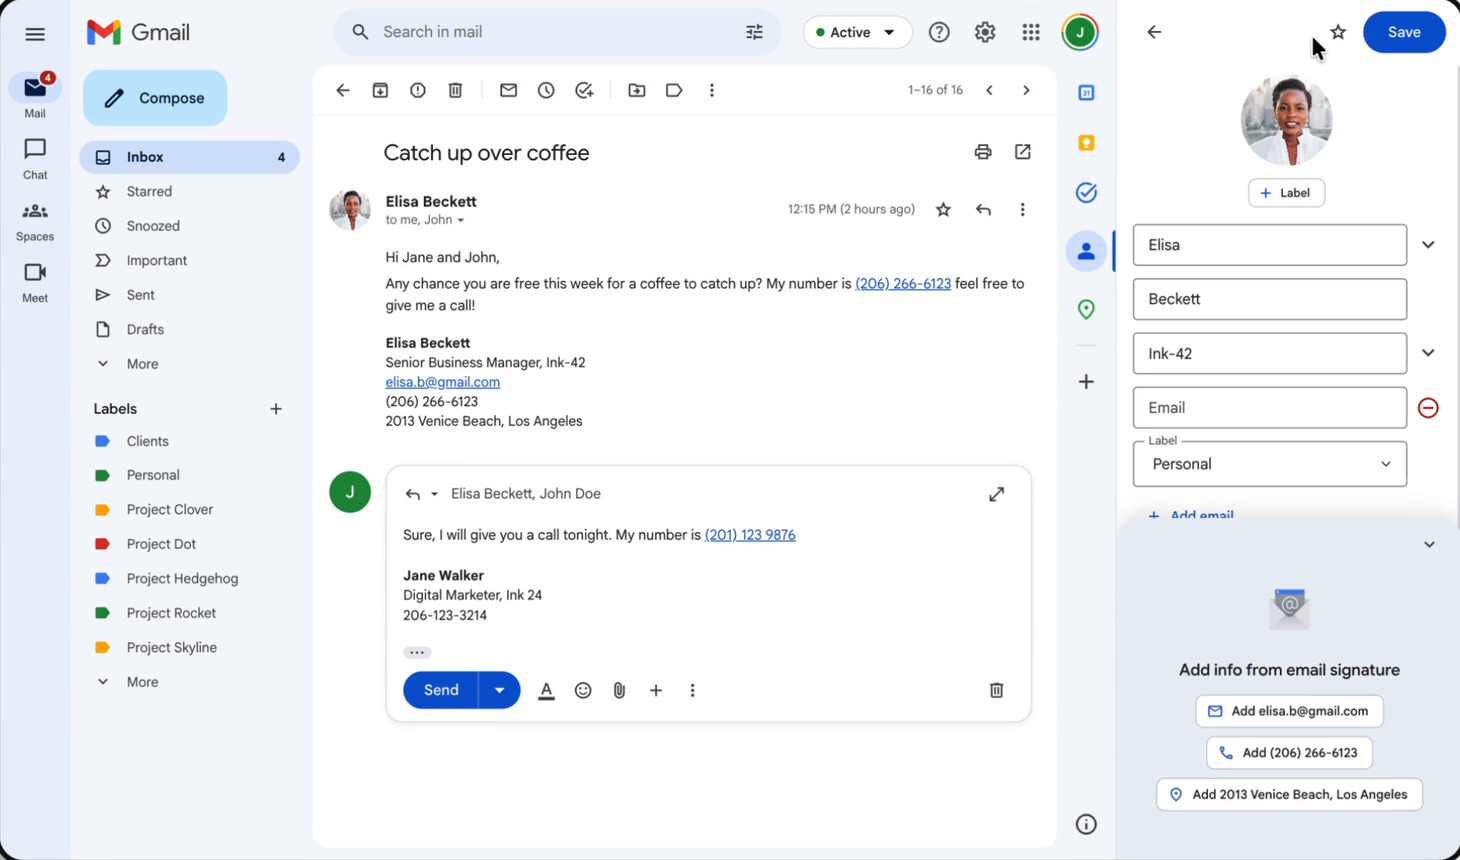 Gmail
Search in mail
Active
J
Save
4
Mail
Chat
Spaces
Meet
Compose
Inbox 4
Starred
Snoozed
Important
Sent
Drafts
More
Labels
Clients
Personal
Project Clover
Project Dot
Project Hedgehog
Project Rocket
Project Skyline
More
1–16 of 16
Catch up over coffee
Elisa Beckett
to me, John
12:15 PM (2 hours ago)
Hi Jane and John,
Any chance you are free this week for a coffee to catch up? My number is (206) 266-6123 feel free to
give me a call!
Elisa Beckett
Senior Business Manager, Ink-42
elisa.b@gmail.com
(206) 266-6123
2013 Venice Beach, Los Angeles
J
Elisa Beckett, John Doe
Sure, I will give you a call tonight. My number is (201) 123 9876
Jane Walker
Digital Marketer, Ink 24
206-123-3214
Send
31
+ Label
Elisa
Beckett
Ink-42
Email
Label
Personal
+ Add email
@
Add info from email signature
Add elisa.b@gmail.com
Add (206) 266-6123
Add 2013 Venice Beach, Los Angeles